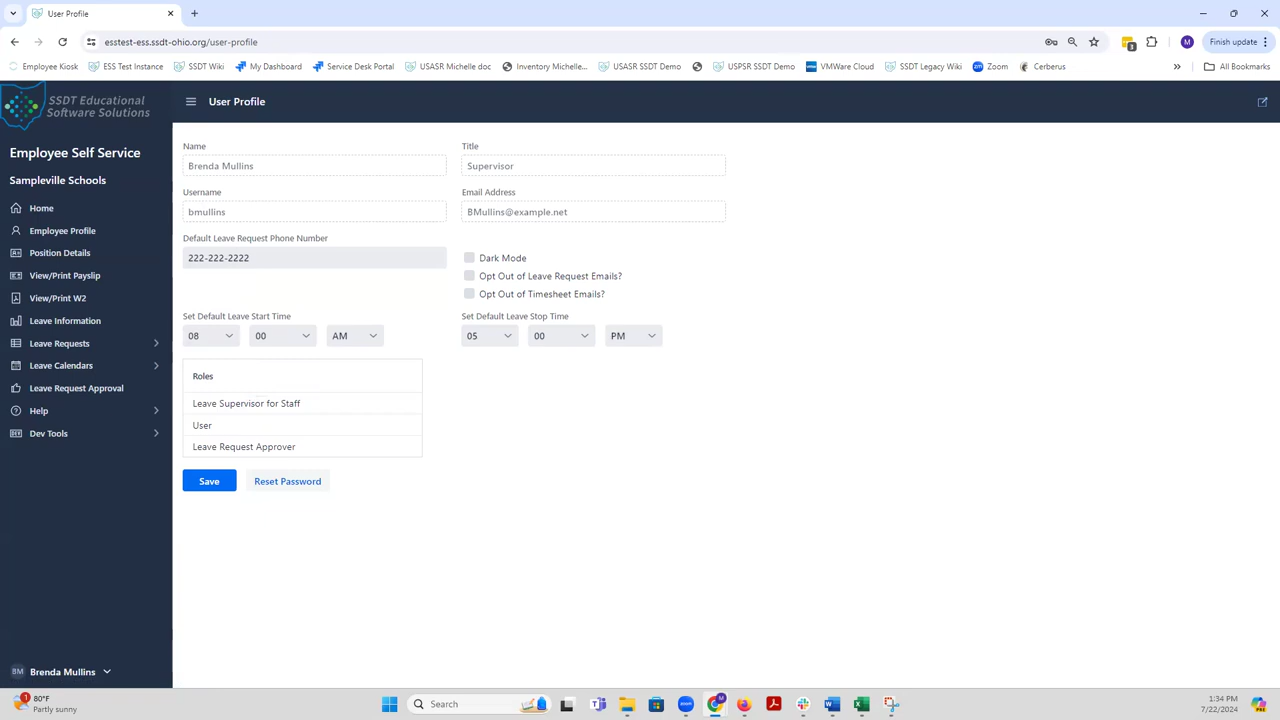 User Profile
esstest-ess.ssdt-ohio.org/user-profile
3
M
Finish update
Employee Kiosk
ESS Test Instance
SSDT Wiki
My Dashboard
Service Desk Portal
USASR Michelle doc
Inventory Michelle...
USASR SSDT Demo
USPSR SSDT Demo
VMWare Cloud
SSDT Legacy Wiki
Zoom
Cerberus
All Bookmarks
SSDT Educational
Software Solutions
User Profile
Employee Self Service
Sampleville Schools
Home
Employee Profile
Position Details
View/Print Payslip
View/Print W2
Leave Information
Leave Requests
Leave Calendars
Leave Request Approval
Help
Dev Tools
BM Brenda Mullins
Name
Brenda Mullins
Title
Supervisor
Username
bmullins
Email Address
BMullins@example.net
Default Leave Request Phone Number
222-222-2222
Dark Mode
Opt Out of Leave Request Emails?
Opt Out of Timesheet Emails?
Set Default Leave Start Time
08 00 AM
Set Default Leave Stop Time
05 00 PM
Roles
Leave Supervisor for Staff
User
Leave Request Approver
Save
Reset Password
1
80°F
Partly sunny
Search
zoom
M
1:34 PM
7/22/2024